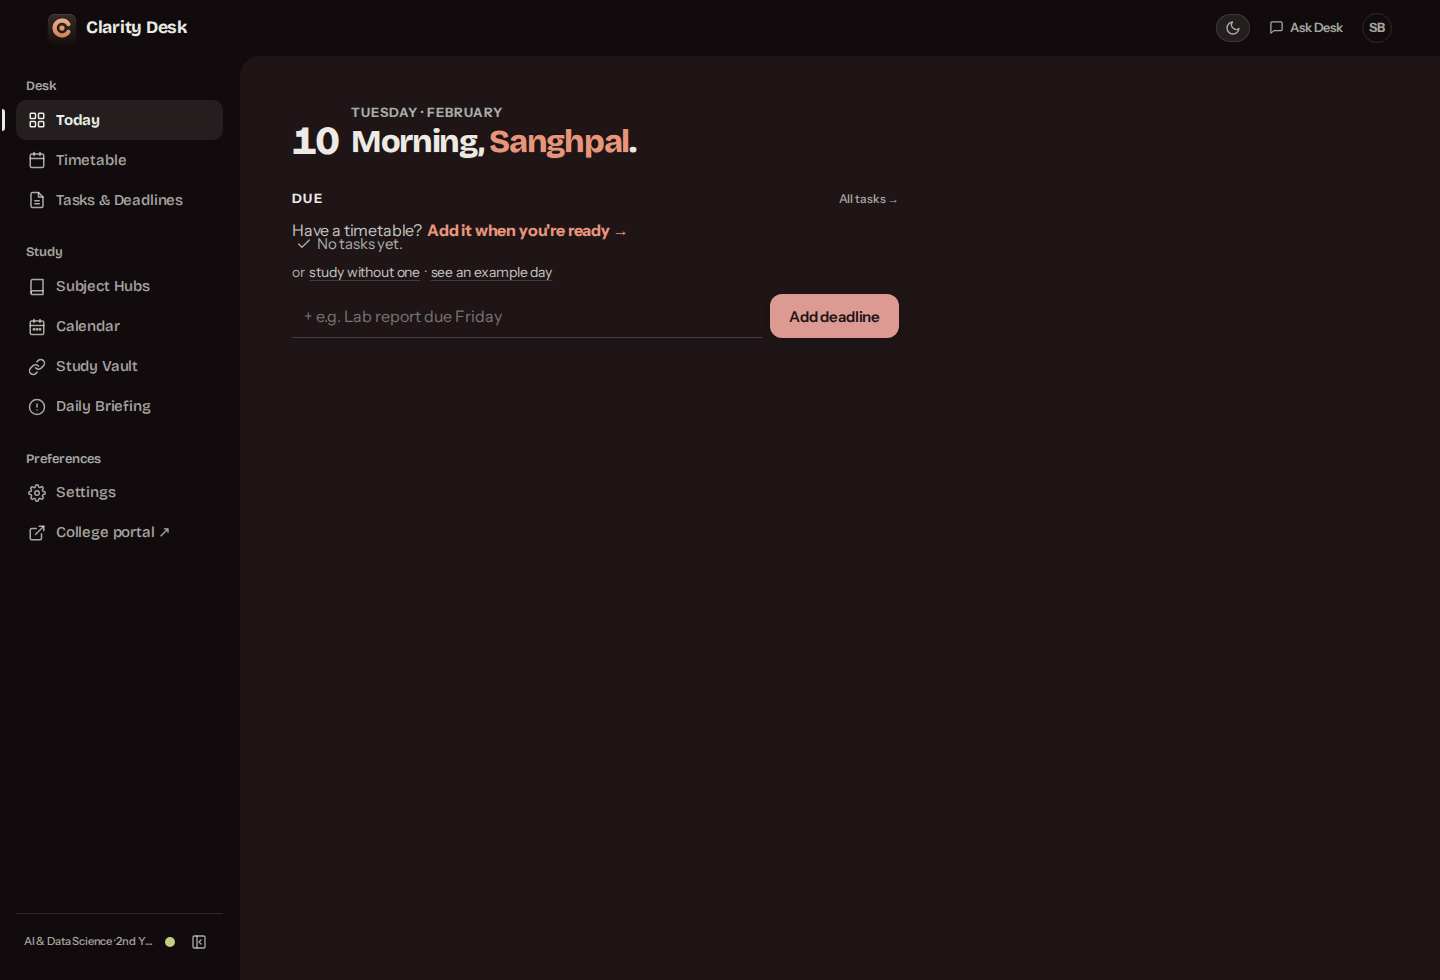 Clarity Desk
Ask Desk
SB
Desk
Today
Timetable
Tasks & Deadlines
Study
Subject Hubs
Calendar
Study Vault
Daily Briefing
Preferences
Settings
College portal ↗
AI & Data Science · 2nd Y...
TUESDAY · FEBRUARY
10 Morning, Sanghpal.
DUE
All tasks →
Have a timetable? Add it when you're ready →
No tasks yet.
or study without one · see an example day
+ e.g. Lab report due Friday
Add deadline